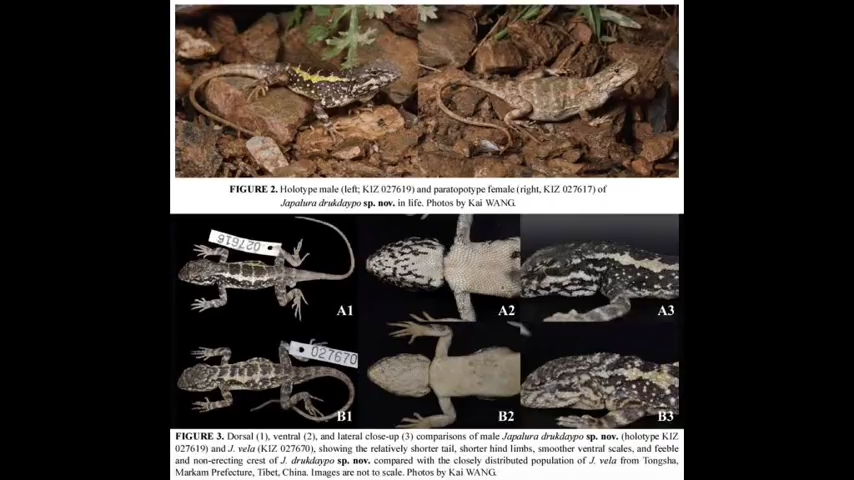 FIGURE 2. Holotype male (left; KIZ 027619) and paratopotype female (right, KIZ 027617) of
Japalura drukdaypo sp. nov. in life. Photos by Kai WANG.
027619
A1
A2
A3
027670
B1
B2
B3
FIGURE 3. Dorsal (1), ventral (2), and lateral close-up (3) comparisons of male Japalura drukdaypo sp. nov. (holotype KIZ
027619) and J. vela (KIZ 027670), showing the relatively shorter tail, shorter hind limbs, smoother ventral scales, and feeble
and non-erecting crest of J. drukdaypo sp. nov. compared with the closely distributed population of J. vela from Tongsha,
Markam Prefecture, Tibet, China. Images are not to scale. Photos by Kai WANG.